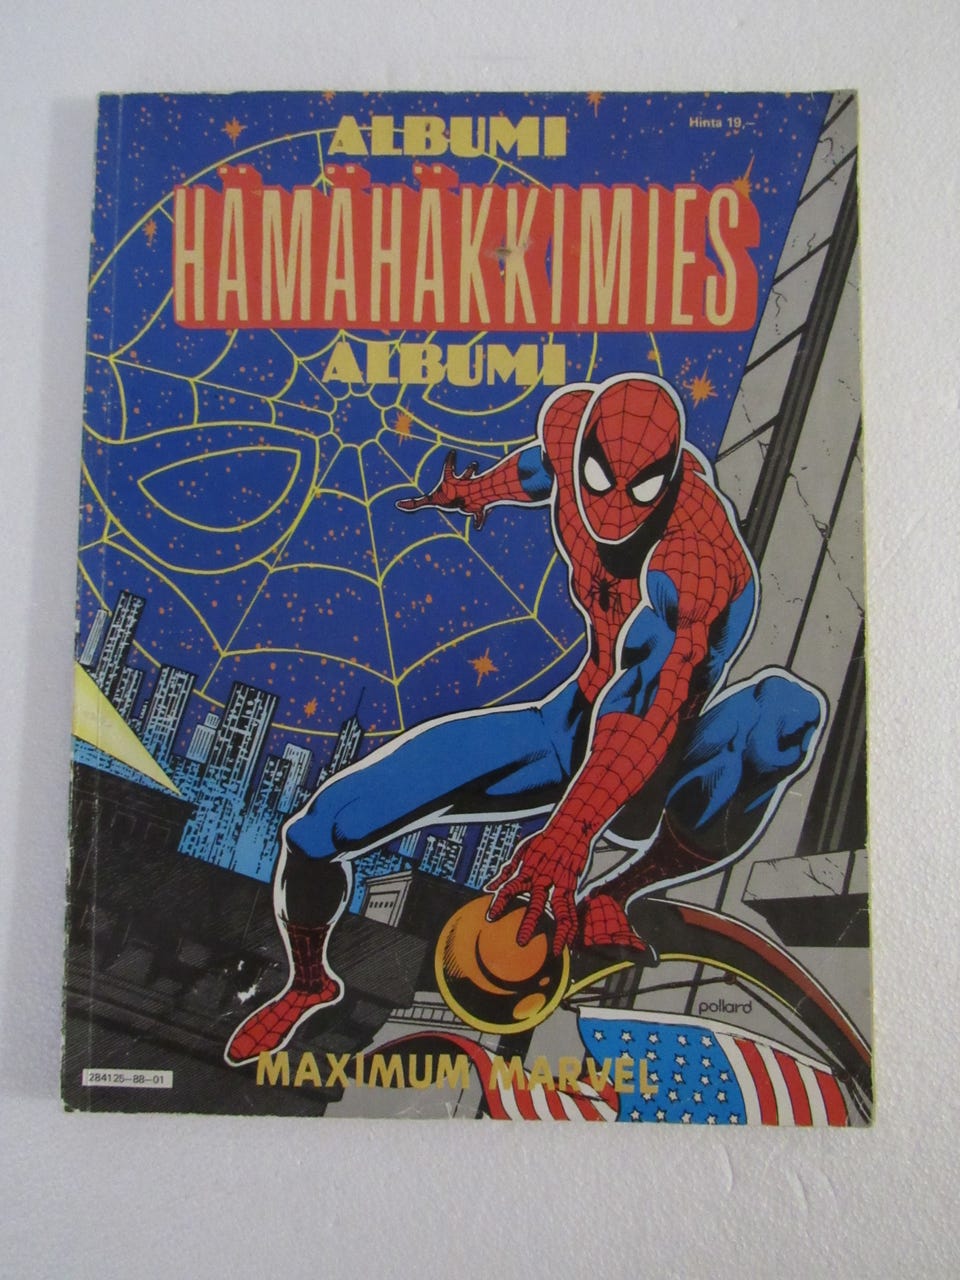 ALBUMI
Hinta 19,-
HÄMÄHÄKKIMIES
ALBUMI
pollard
MAXIMUM MARVEL
284125-88-01